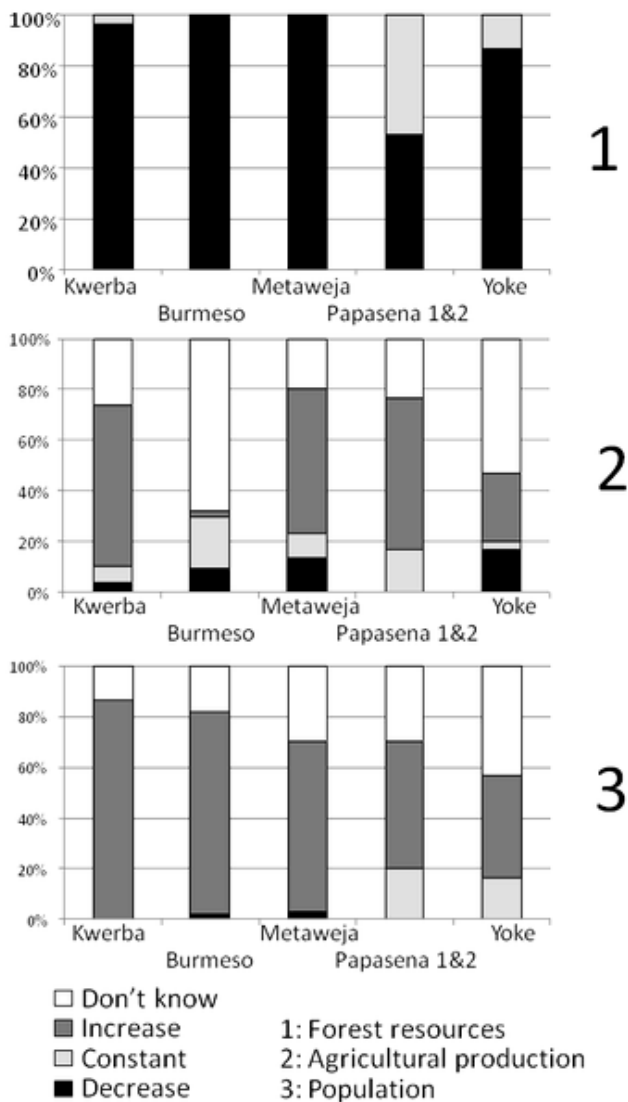 100%
80%
60%
40%
20%
0%
Kwerba Metaweja Yoke
Burmeso Papasena 1&2
1
100%
80%
60%
40%
20%
0%
Kwerba Metaweja Yoke
Burmeso Papasena 1&2
2
100%
80%
60%
40%
20%
0%
Kwerba Metaweja Yoke
Burmeso Papasena 1&2
3
Don't know
Increase 1: Forest resources
Constant 2: Agricultural production
Decrease 3: Population